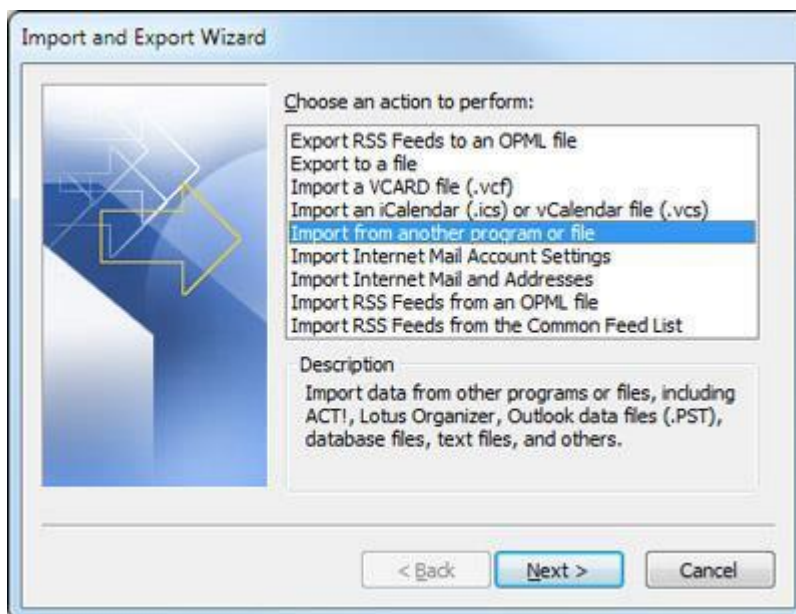 Import and Export Wizard
Choose an action to perform:
Export RSS Feeds to an OPML file
Export to a file
Import a VCARD file (.vcf)
Import an iCalendar (.ics) or vCalendar file (.vcs)
Import from another program or file
Import Internet Mail Account Settings
Import Internet Mail and Addresses
Import RSS Feeds from an OPML file
Import RSS Feeds from the Common Feed List
Description
Import data from other programs or files, including
ACT!, Lotus Organizer, Outlook data files (.PST),
database files, text files, and others.
< Back Next > Cancel